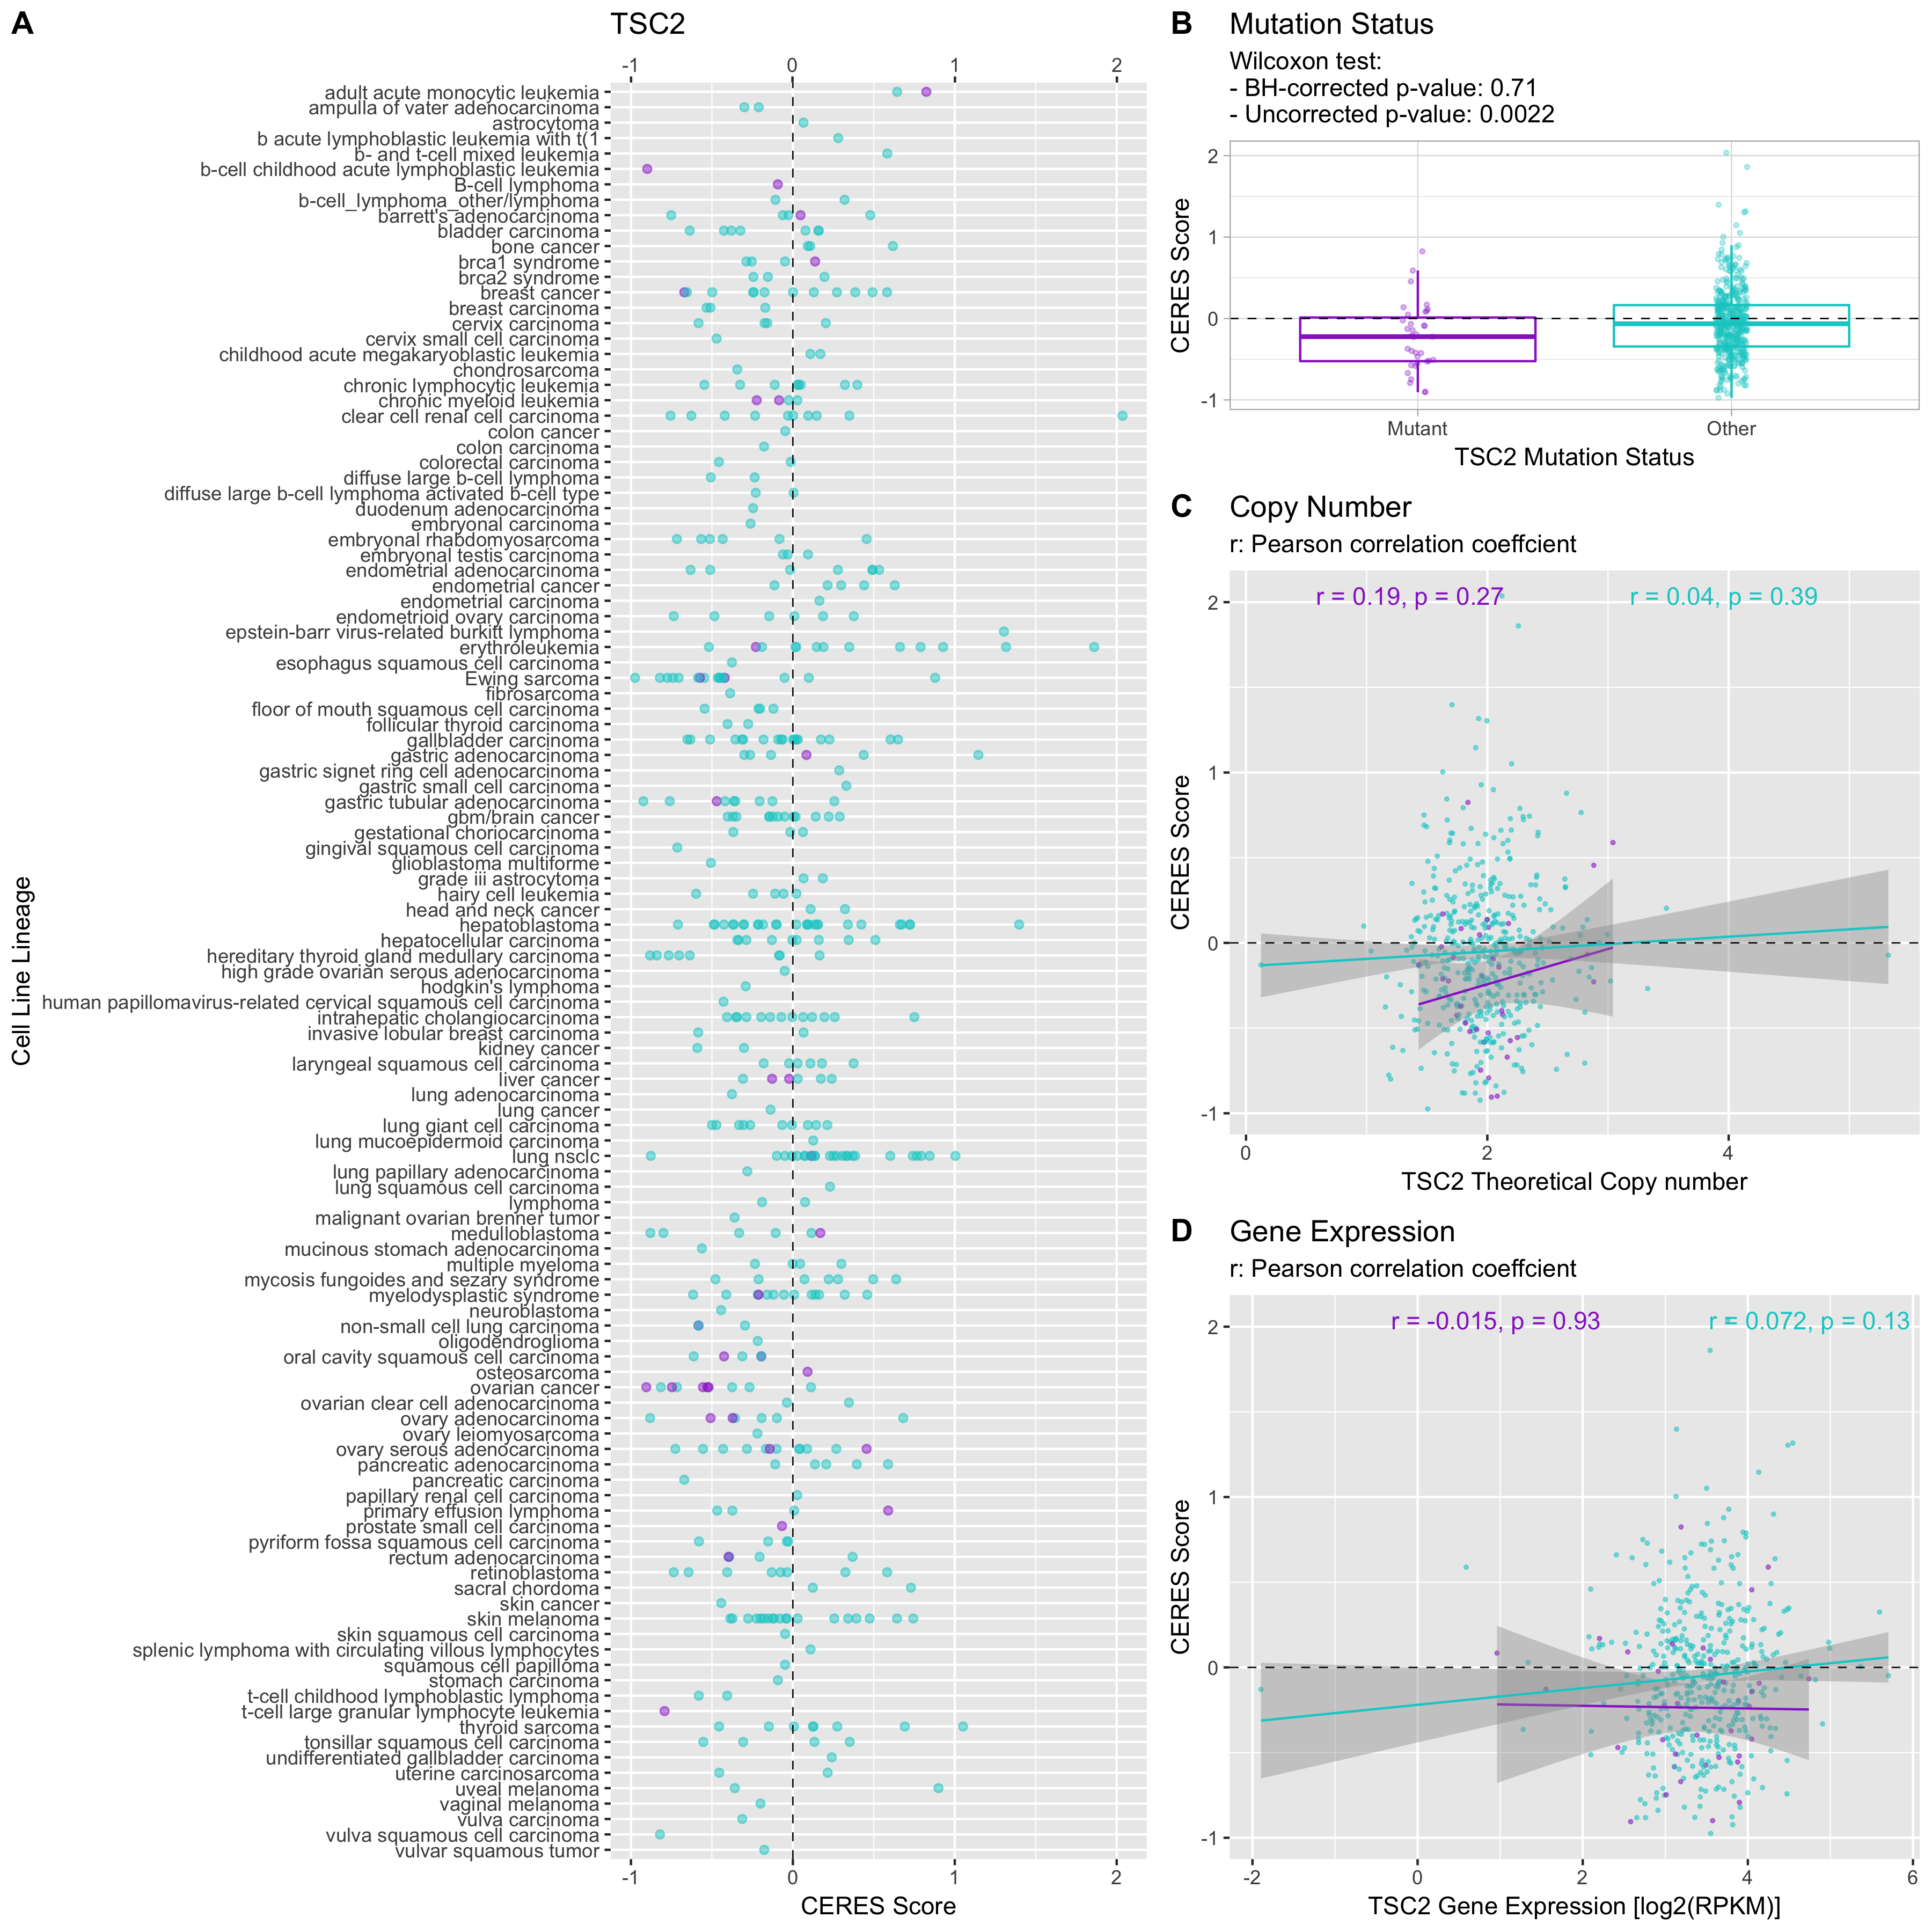 A
TSC2
-1 0 1 2
Cell Line Lineage
adult acute monocytic leukemia
ampulla of vater adenocarcinoma
astrocytoma
b acute lymphoblastic leukemia with t(1
b- and t-cell mixed leukemia
b-cell childhood acute lymphoblastic leukemia
B-cell lymphoma
b-cell_lymphoma_other/lymphoma
barrett's adenocarcinoma
bladder carcinoma
bone cancer
brca1 syndrome
brca2 syndrome
breast cancer
breast carcinoma
cervix carcinoma
cervix small cell carcinoma
childhood acute megakaryoblastic leukemia
chondrosarcoma
chronic lymphocytic leukemia
chronic myeloid leukemia
clear cell renal cell carcinoma
colon cancer
colon carcinoma
colorectal carcinoma
diffuse large b-cell lymphoma
diffuse large b-cell lymphoma activated b-cell type
duodenum adenocarcinoma
embryonal carcinoma
embryonal rhabdomyosarcoma
embryonal testis carcinoma
endometrial adenocarcinoma
endometrial cancer
endometrial carcinoma
endometrioid ovary carcinoma
epstein-barr virus-related burkitt lymphoma
erythroleukemia
esophagus squamous cell carcinoma
Ewing sarcoma
fibrosarcoma
floor of mouth squamous cell carcinoma
follicular thyroid carcinoma
gallbladder carcinoma
gastric adenocarcinoma
gastric signet ring cell adenocarcinoma
gastric small cell carcinoma
gastric tubular adenocarcinoma
gbm/brain cancer
gestational choriocarcinoma
gingival squamous cell carcinoma
glioblastoma multiforme
grade iii astrocytoma
hairy cell leukemia
head and neck cancer
hepatoblastoma
hepatocellular carcinoma
hereditary thyroid gland medullary carcinoma
high grade ovarian serous adenocarcinoma
hodgkin's lymphoma
human papillomavirus-related cervical squamous cell carcinoma
intrahepatic cholangiocarcinoma
invasive lobular breast carcinoma
kidney cancer
laryngeal squamous cell carcinoma
liver cancer
lung adenocarcinoma
lung cancer
lung giant cell carcinoma
lung mucoepidermoid carcinoma
lung nsclc
lung papillary adenocarcinoma
lung squamous cell carcinoma
lymphoma
malignant ovarian brenner tumor
medulloblastoma
mucinous stomach adenocarcinoma
multiple myeloma
mycosis fungoides and sezary syndrome
myelodysplastic syndrome
neuroblastoma
non-small cell lung carcinoma
oligodendroglioma
oral cavity squamous cell carcinoma
osteosarcoma
ovarian cancer
ovarian clear cell adenocarcinoma
ovary adenocarcinoma
ovary leiomyosarcoma
ovary serous adenocarcinoma
pancreatic adenocarcinoma
pancreatic carcinoma
papillary renal cell carcinoma
primary effusion lymphoma
prostate small cell carcinoma
pyriform fossa squamous cell carcinoma
rectum adenocarcinoma
retinoblastoma
sacral chordoma
skin cancer
skin melanoma
skin squamous cell carcinoma
splenic lymphoma with circulating villous lymphocytes
squamous cell papilloma
stomach carcinoma
t-cell childhood lymphoblastic lymphoma
t-cell large granular lymphocyte leukemia
thyroid sarcoma
tonsillar squamous cell carcinoma
undifferentiated gallbladder carcinoma
uterine carcinosarcoma
uveal melanoma
vaginal melanoma
vulva carcinoma
vulva squamous cell carcinoma
vulvar squamous tumor
-1 0 1 2
CERES Score
B
Mutation Status
Wilcoxon test:
- BH-corrected p-value: 0.71
- Uncorrected p-value: 0.0022
CERES Score
2
1
0
-1
Mutant Other
TSC2 Mutation Status
C
Copy Number
r: Pearson correlation coeffcient
r = 0.19, p = 0.27 r = 0.04, p = 0.39
CERES Score
2
1
0
-1
0 2 4
TSC2 Theoretical Copy number
D
Gene Expression
r: Pearson correlation coeffcient
r = -0.015, p = 0.93 r = 0.072, p = 0.13
CERES Score
2
1
0
-1
-2 0 2 4 6
TSC2 Gene Expression [log2(RPKM)]